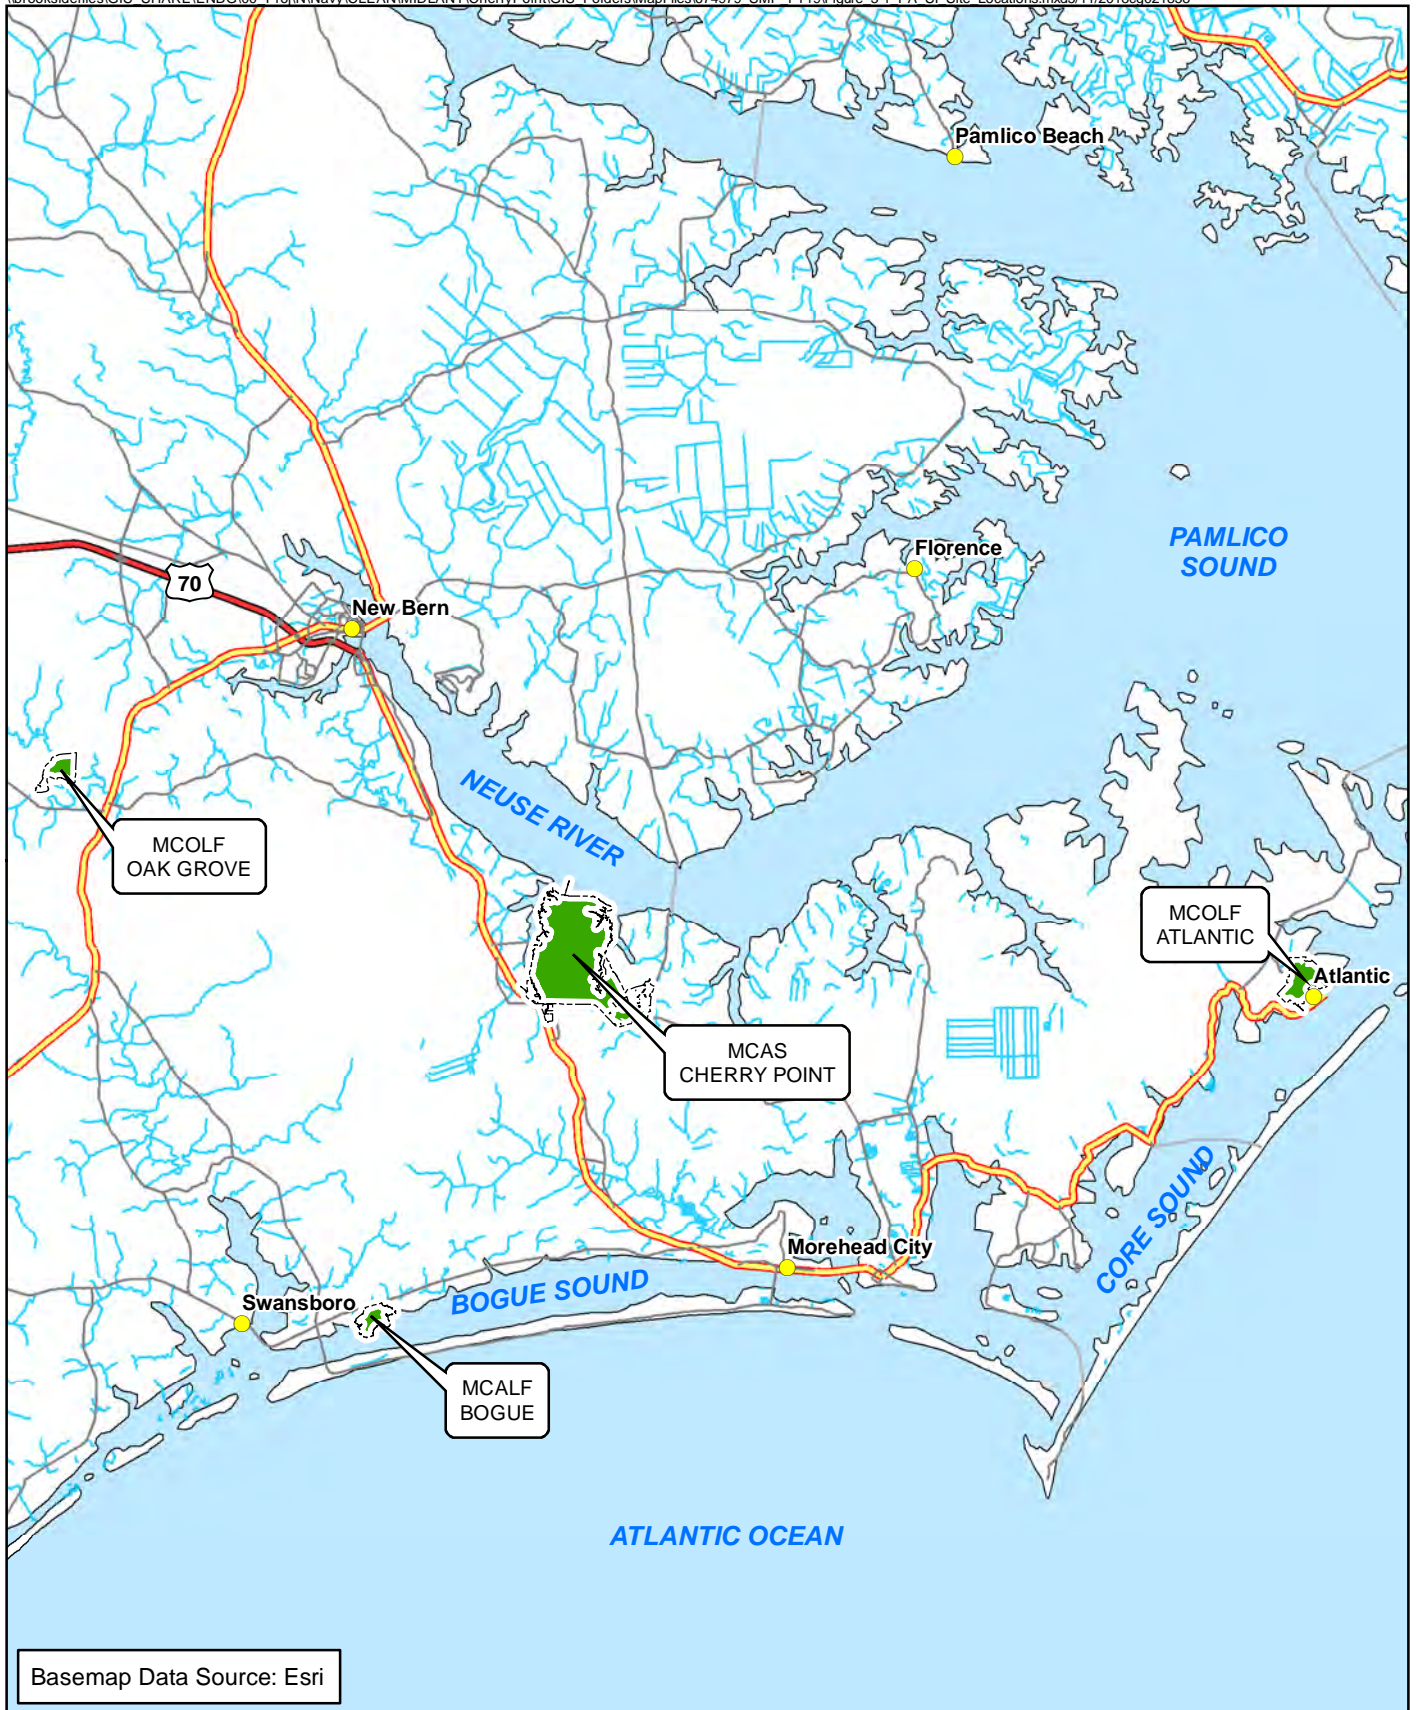 Pamlico Beach
PAMLICO
SOUND
Florence
70
New Bern
NEUSE RIVER
MCOLF
OAK GROVE
MCOLF
ATLANTIC
Atlantic
MCAS
CHERRY POINT
CORE SOUND
Morehead City
BOGUE SOUND
Swansboro
MCALF
BOGUE
ATLANTIC OCEAN
Basemap Data Source: Esri